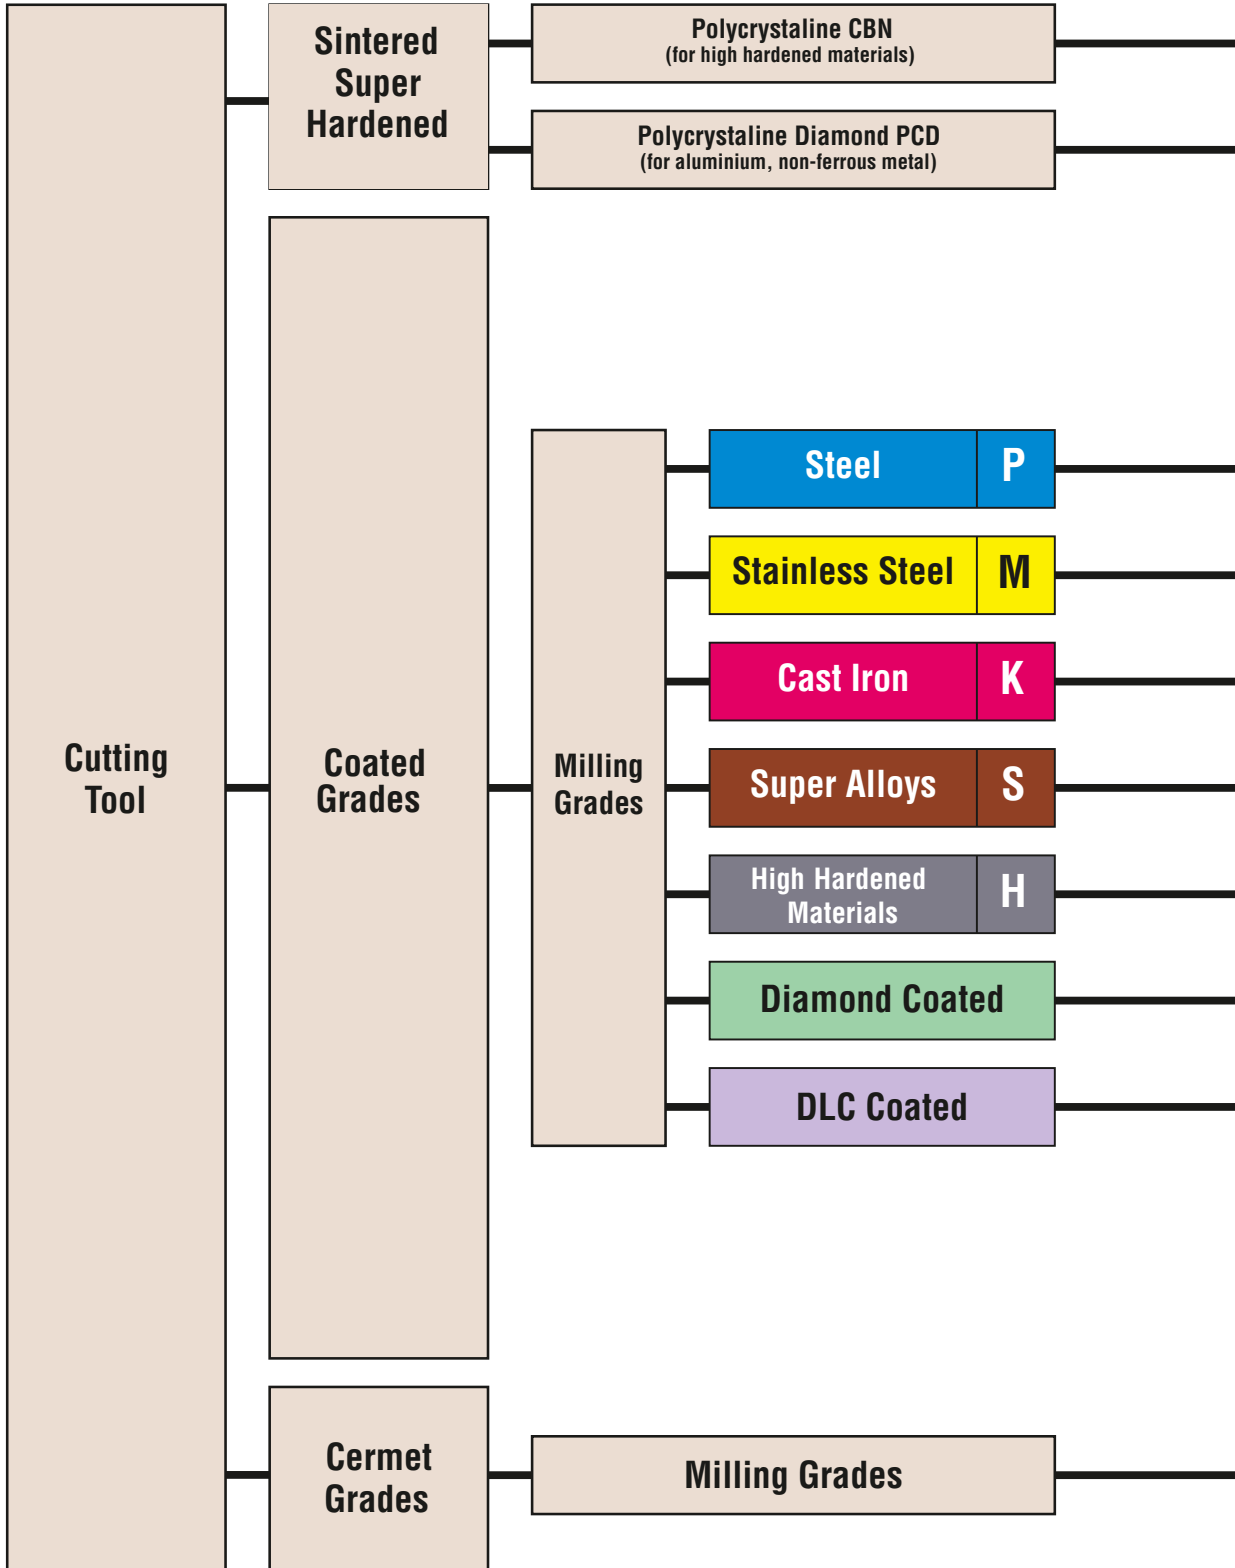 Sintered
Super
Hardened
Polycrystaline CBN
(for high hardened materials)
Polycrystaline Diamond PCD
(for aluminium, non-ferrous metal)
Cutting
Tool
Coated
Grades
Milling
Grades
Steel P
Stainless Steel M
Cast Iron K
Super Alloys S
High Hardened
Materials
H
Diamond Coated
DLC Coated
Cermet
Grades
Milling Grades